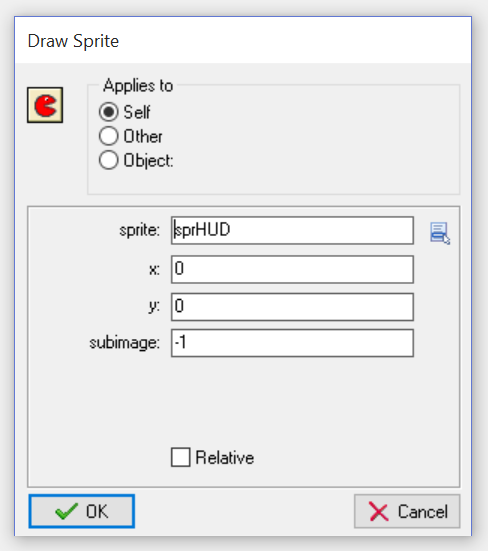 Draw Sprite
Applies to
Self
Other
Object:
sprite: sprHUD
x: 0
y: 0
subimage: -1
Relative
OK Cancel